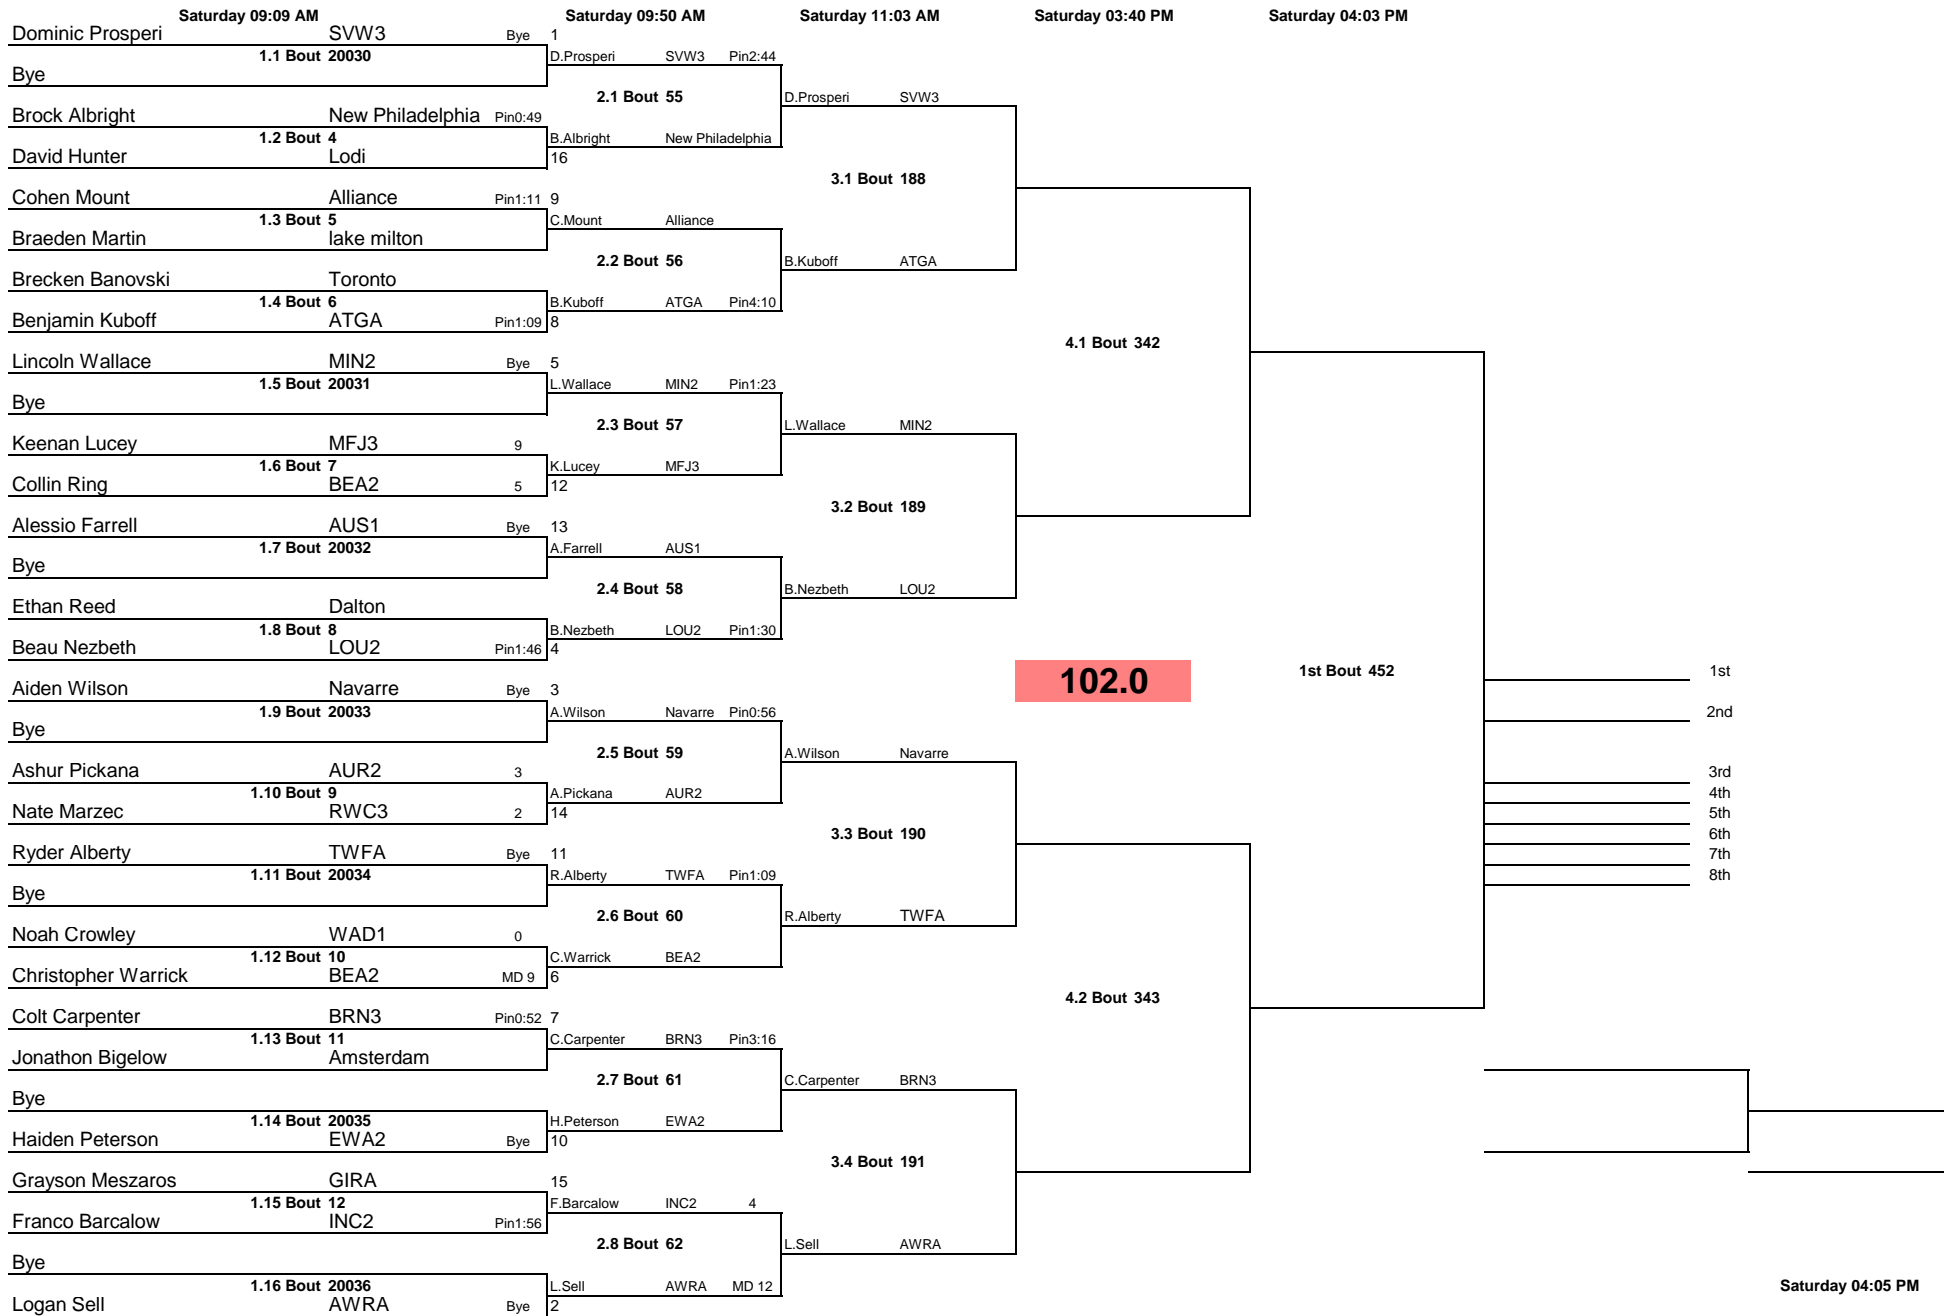 Saturday 09:09 AM Saturday 09:50 AM Saturday 11:03 AM Saturday 03:40 PM Saturday 04:03 PM
Dominic Prosperi SVW3 Bye 1
1.1 Bout 20030 D.Prosperi SVW3 Pin2:44
Bye
2.1 Bout 55 D.Prosperi SVW3
Brock Albright New Philadelphia Pin0:49
1.2 Bout 4 B.Albright New Philadelphia
David Hunter Lodi 16
3.1 Bout 188
Cohen Mount Alliance Pin1:11 9
1.3 Bout 5 C.Mount Alliance
Braeden Martin lake milton
2.2 Bout 56 B.Kuboff ATGA
Brecken Banovski Toronto
1.4 Bout 6 B.Kuboff ATGA Pin4:10
Benjamin Kuboff ATGA Pin1:09 8
4.1 Bout 342
Lincoln Wallace MIN2 Bye 5
1.5 Bout 20031 L.Wallace MIN2 Pin1:23
Bye
2.3 Bout 57 L.Wallace MIN2
Keenan Lucey MFJ3 9
1.6 Bout 7 K.Lucey MFJ3
Collin Ring BEA2 5 12
3.2 Bout 189
Alessio Farrell AUS1 Bye 13
1.7 Bout 20032 A.Farrell AUS1
Bye
2.4 Bout 58 B.Nezbeth LOU2
Ethan Reed Dalton
1.8 Bout 8 B.Nezbeth LOU2 Pin1:30
Beau Nezbeth LOU2 Pin1:46 4
102.0 1st Bout 452 1st
Aiden Wilson Navarre Bye 3
1.9 Bout 20033 A.Wilson Navarre Pin0:56 2nd
Bye
2.5 Bout 59 A.Wilson Navarre
Ashur Pickana AUR2 3 3rd
1.10 Bout 9 A.Pickana AUR2 4th
Nate Marzec RWC3 2 14 5th
3.3 Bout 190 6th
Ryder Alberty TWFA Bye 11 7th
1.11 Bout 20034 R.Alberty TWFA Pin1:09 8th
Bye
2.6 Bout 60 R.Alberty TWFA
Noah Crowley WAD1 0
1.12 Bout 10 C.Warrick BEA2
Christopher Warrick BEA2 MD 9 6
4.2 Bout 343
Colt Carpenter BRN3 Pin0:52 7
1.13 Bout 11 C.Carpenter BRN3 Pin3:16
Jonathon Bigelow Amsterdam
2.7 Bout 61 C.Carpenter BRN3
Bye
1.14 Bout 20035 H.Peterson EWA2
Haiden Peterson EWA2 Bye 10
3.4 Bout 191
Grayson Meszaros GIRA 15
1.15 Bout 12 F.Barcalow INC2 4
Franco Barcalow INC2 Pin1:56
2.8 Bout 62 L.Sell AWRA
Bye
1.16 Bout 20036 L.Sell AWRA MD 12 Saturday 04:05 PM
Logan Sell AWRA Bye 2